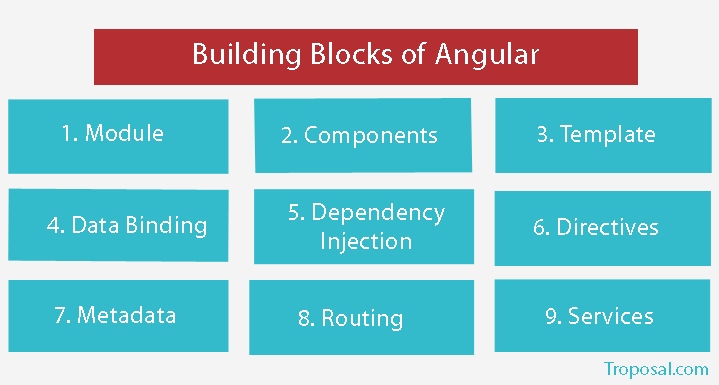 Building Blocks of Angular
1. Module
2. Components
3. Template
4. Data Binding
5. Dependency
Injection
6. Directives
7. Metadata
8. Routing
9. Services
Troposal.com